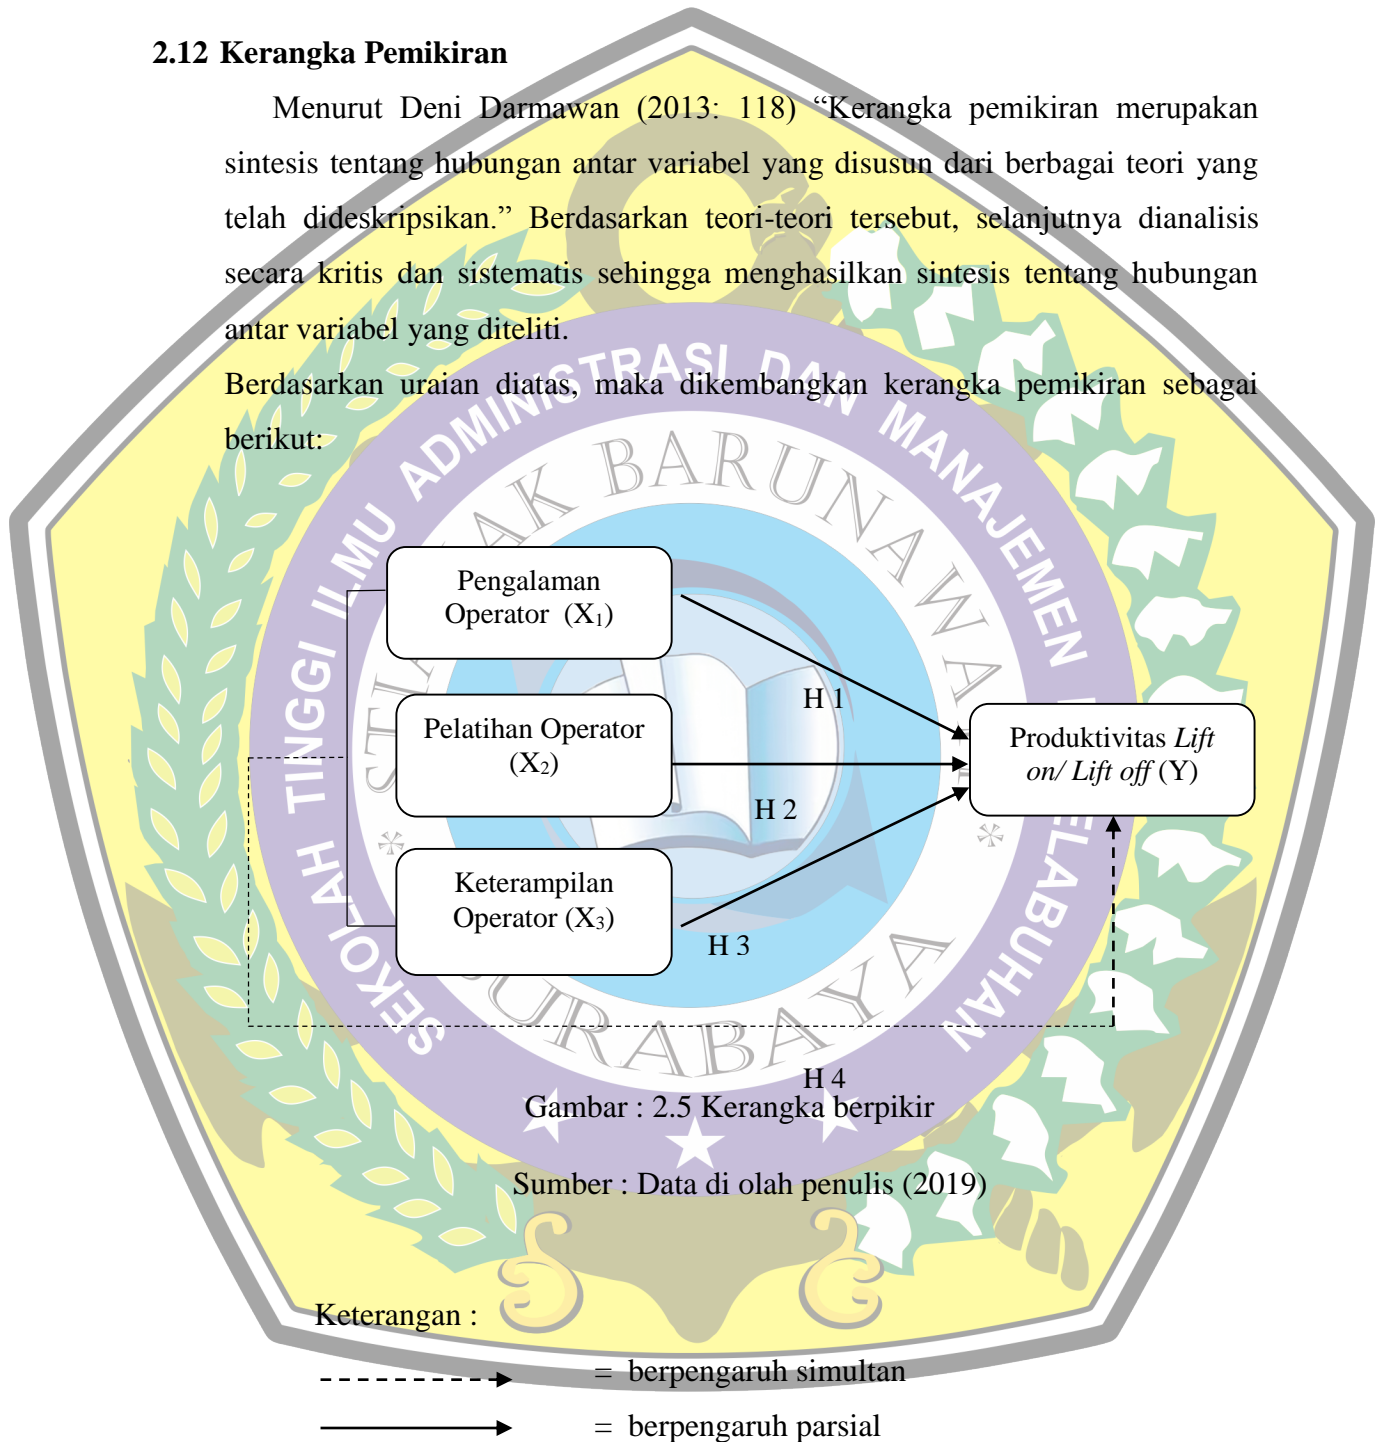 2.12 Kerangka Pemikiran
Menurut Deni Darmawan (2013: 118) “Kerangka pemikiran merupakan
sintesis tentang hubungan antar variabel yang disusun dari berbagai teori yang
telah dideskripsikan.” Berdasarkan teori-teori tersebut, selanjutnya dianalisis
secara kritis dan sistematis sehingga menghasilkan sintesis tentang hubungan
antar variabel yang diteliti.
Berdasarkan uraian diatas, maka dikembangkan kerangka pemikiran sebagai
berikut:
SEKOLAH TINGGI ILMU ADMINISTRASI DAN MANAJEMEN
BARUNAWATI
SURABAYA
Pengalaman
Operator (X₁)
H 1
Pelatihan Operator
(X₂)
Produktivitas Lift
on/ Lift off (Y)
H 2
Keterampilan
Operator (X₃)
H 3
H 4
Gambar : 2.5 Kerangka berpikir
Sumber : Data di olah penulis (2019)
Keterangan :
= berpengaruh simultan
= berpengaruh parsial